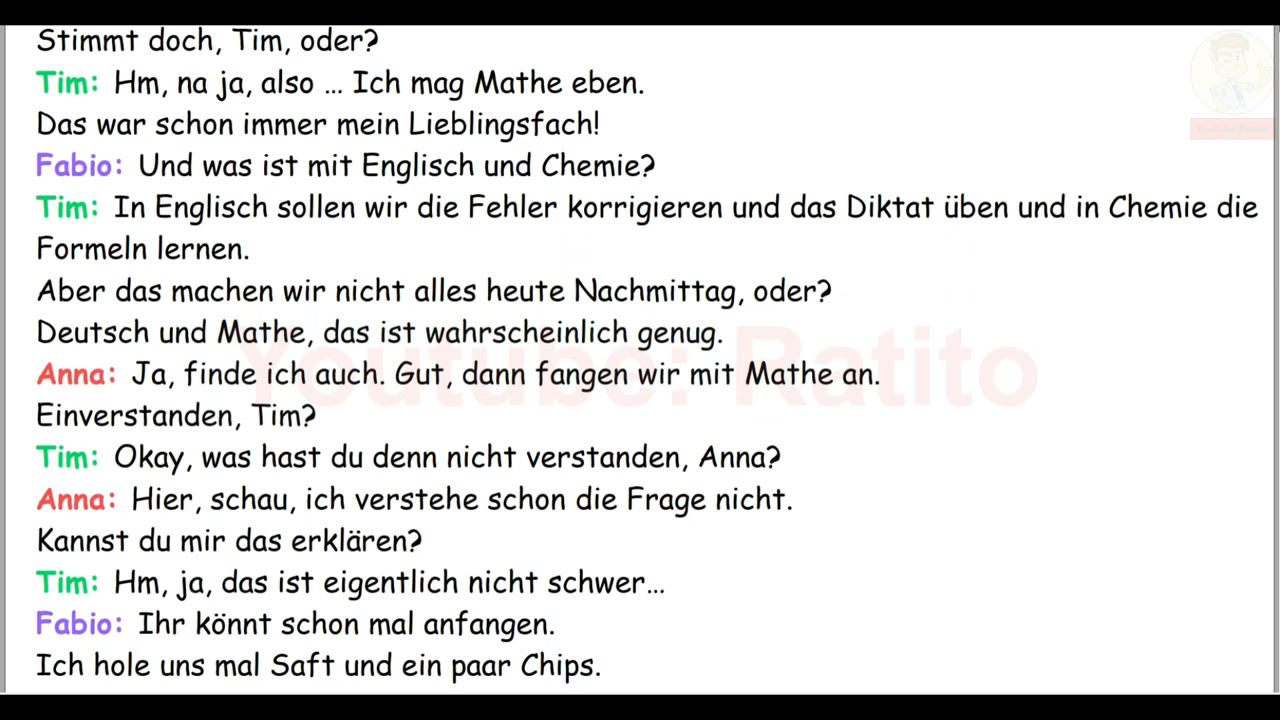 Stimmt doch, Tim, oder?
Tim: Hm, na ja, also ... Ich mag Mathe eben.
Das war schon immer mein Lieblingsfach!
Fabio: Und was ist mit Englisch und Chemie?
Tim: In Englisch sollen wir die Fehler korrigieren und das Diktat üben und in Chemie die
Formeln lernen.
Aber das machen wir nicht alles heute Nachmittag, oder?
Deutsch und Mathe, das ist wahrscheinlich genug.
Youtube: Ratito
Anna: Ja, finde ich auch. Gut, dann fangen wir mit Mathe an.
Einverstanden, Tim?
Tim: Okay, was hast du denn nicht verstanden, Anna?
Anna: Hier, schau, ich verstehe schon die Frage nicht.
Kannst du mir das erklären?
Tim: Hm, ja, das ist eigentlich nicht schwer...
Fabio: Ihr könnt schon mal anfangen.
Ich hole uns mal Saft und ein paar Chips.